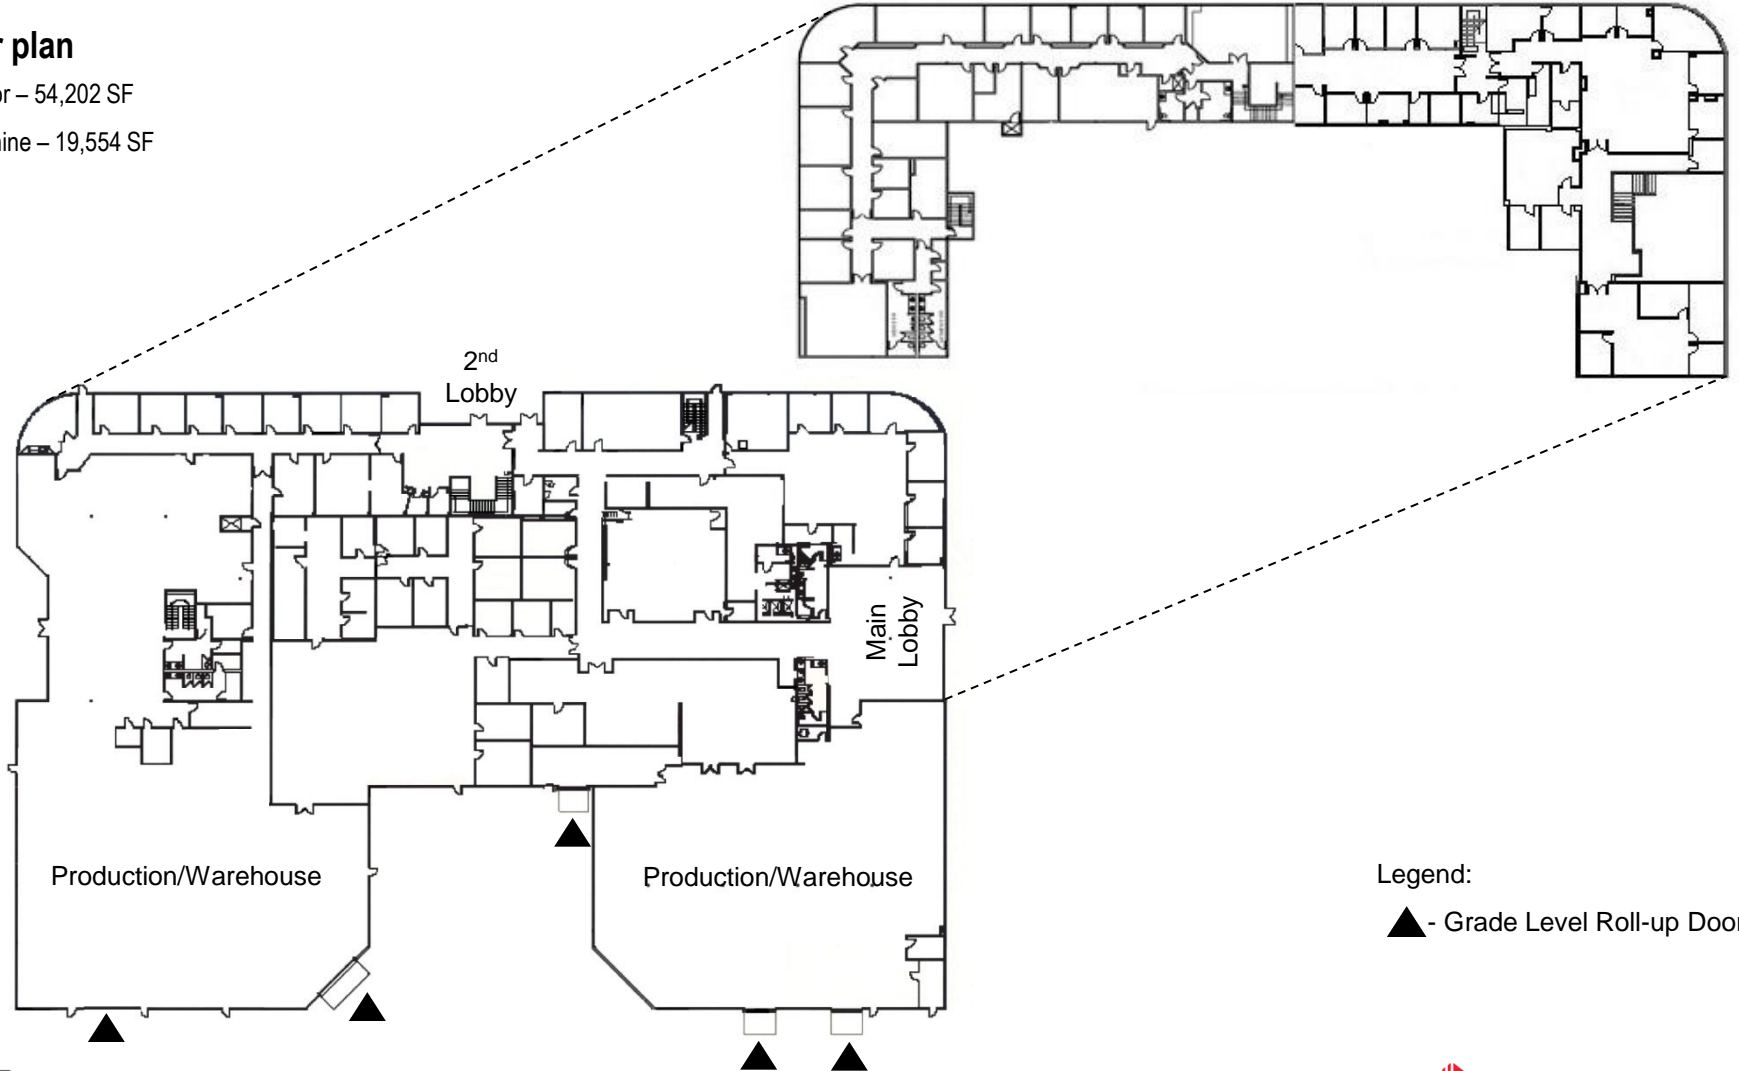 r plan
or – 54,202 SF
nine – 19,554 SF
2nd
Lobby
Main
Lobby
Production/Warehouse
Production/Warehouse
Legend:
- Grade Level Roll-up Door